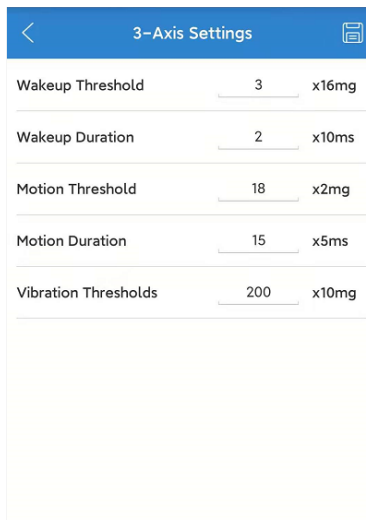 3-Axis Settings
Wakeup Threshold 3 x16mg
Wakeup Duration 2 x10ms
Motion Threshold 18 x2mg
Motion Duration 15 x5ms
Vibration Thresholds 200 x10mg